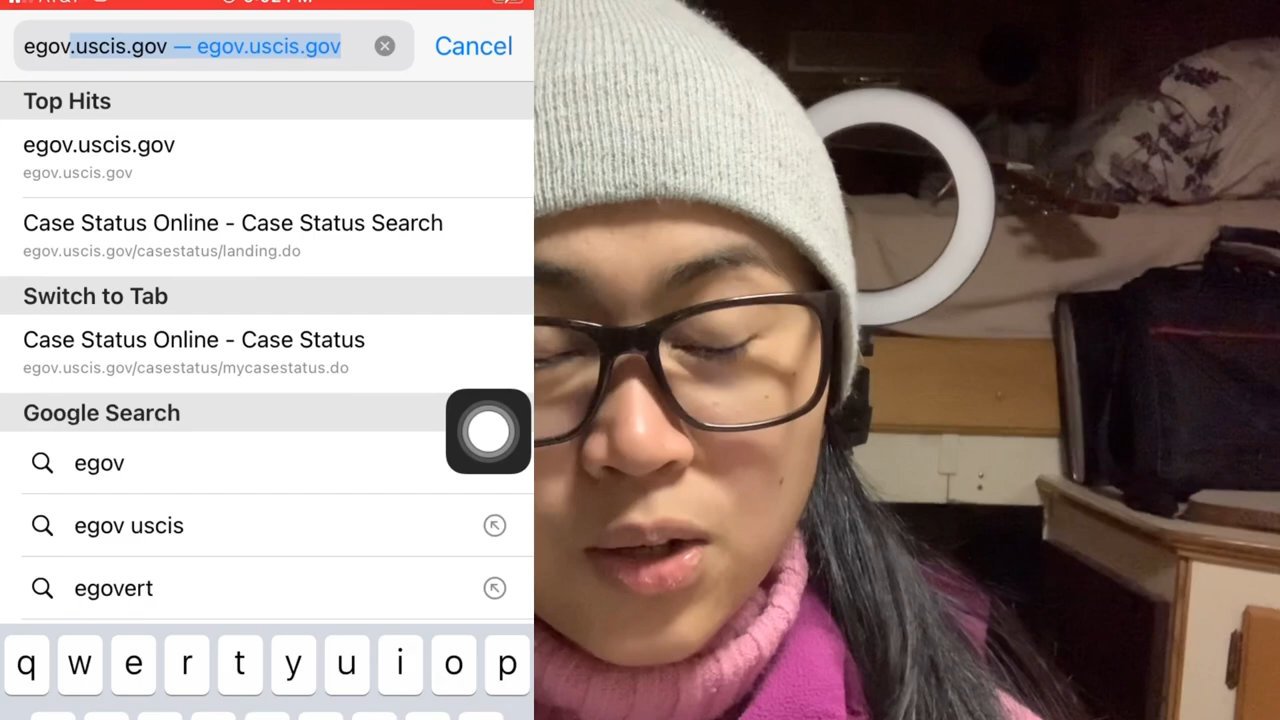 egov.uscis.gov — egov.uscis.gov
Cancel
Top Hits
egov.uscis.gov
egov.uscis.gov
Case Status Online - Case Status Search
egov.uscis.gov/casestatus/landing.do
Switch to Tab
Case Status Online - Case Status
egov.uscis.gov/casestatus/mycasestatus.do
Google Search
egov
egov uscis
egovert
q w e r t y u i o p